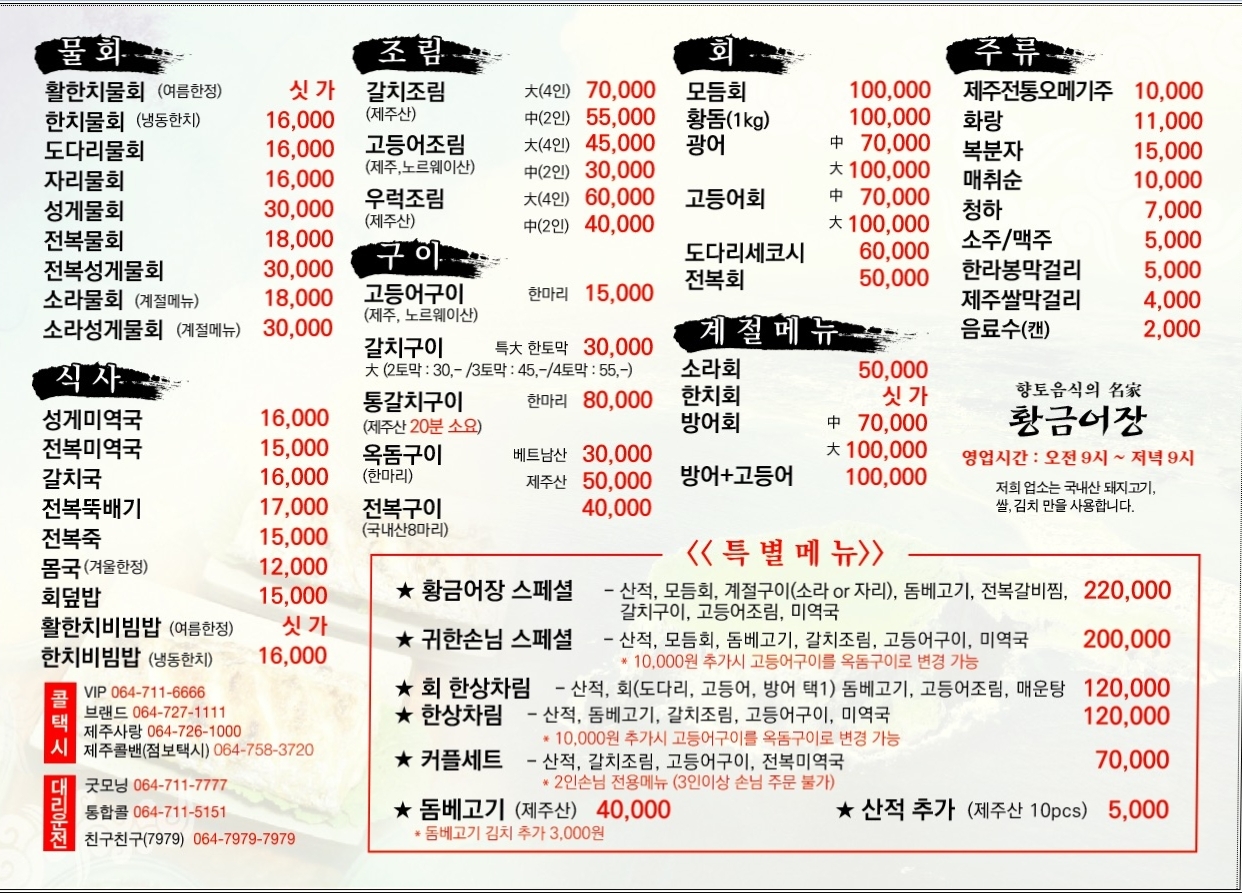 물회
활한치물회 (여름한정) 싯가
한치물회 (냉동한치) 16,000
도다리물회 16,000
자리물회 16,000
성게물회 30,000
전복물회 18,000
전복성게물회 30,000
소라물회 (계절메뉴) 18,000
소라성게물회 (계절메뉴) 30,000
식사
성게미역국 16,000
전복미역국 15,000
갈치국 16,000
전복뚝배기 17,000
전복죽 15,000
몸국(겨울한정) 12,000
회덮밥 15,000
활한치비빔밥 (여름한정) 싯가
한치비빔밥 (냉동한치) 16,000
콜택시
VIP 064-711-6666
브랜드 064-727-1111
제주사랑 064-726-1000
제주콜밴(점보택시) 064-758-3720
대리운전
굿모닝 064-711-7777
통합콜 064-711-5151
친구친구(7979) 064-7979-7979
조림
갈치조림 大(4인) 70,000
(제주산) 中(2인) 55,000
고등어조림 大(4인) 45,000
(제주,노르웨이산) 中(2인) 30,000
우럭조림 大(4인) 60,000
(제주산) 中(2인) 40,000
구이
고등어구이 한마리 15,000
(제주, 노르웨이산)
갈치구이 특大 한토막 30,000
大 (2토막 : 30,- /3토막 : 45,-/4토막 : 55,-)
통갈치구이 한마리 80,000
(제주산 20분 소요)
옥돔구이 베트남산 30,000
(한마리) 제주산 50,000
전복구이 40,000
(국내산8마리)
회
모듬회 100,000
황돔(1kg) 100,000
광어 中 70,000
大 100,000
고등어회 中 70,000
大 100,000
도다리세코시 60,000
전복회 50,000
계절메뉴
소라회 50,000
한치회 싯가
방어회 中 70,000
大 100,000
방어+고등어 100,000
주류
제주전통오메기주 10,000
화랑 11,000
복분자 15,000
매취순 10,000
청하 7,000
소주/맥주 5,000
한라봉막걸리 5,000
제주쌀막걸리 4,000
음료수(캔) 2,000
향토음식의 名家
황금어장
영업시간 : 오전 9시 ~ 저녁 9시
저희 업소는 국내산 돼지고기,
쌀, 김치 만을 사용합니다.
《특별메뉴》
★ 황금어장 스페셜 - 산적, 모듬회, 계절구이(소라 or 자리), 돔베고기, 전복갈비찜, 220,000
갈치구이, 고등어조림, 미역국
★ 귀한손님 스페셜 - 산적, 모듬회, 돔베고기, 갈치조림, 고등어구이, 미역국 200,000
* 10,000원 추가시 고등어구이를 옥돔구이로 변경 가능
★ 회 한상차림 - 산적, 회(도다리, 고등어, 방어 택1) 돔베고기, 고등어조림, 매운탕 120,000
★ 한상차림 - 산적, 돔베고기, 갈치조림, 고등어구이, 미역국 120,000
* 10,000원 추가시 고등어구이를 옥돔구이로 변경 가능
★ 커플세트 - 산적, 갈치조림, 고등어구이, 전복미역국 70,000
* 2인손님 전용메뉴 (3인이상 손님 주문 불가)
★ 돔베고기 (제주산) 40,000 ★ 산적 추가 (제주산 10pcs) 5,000
* 돔베고기 김치 추가 3,000원